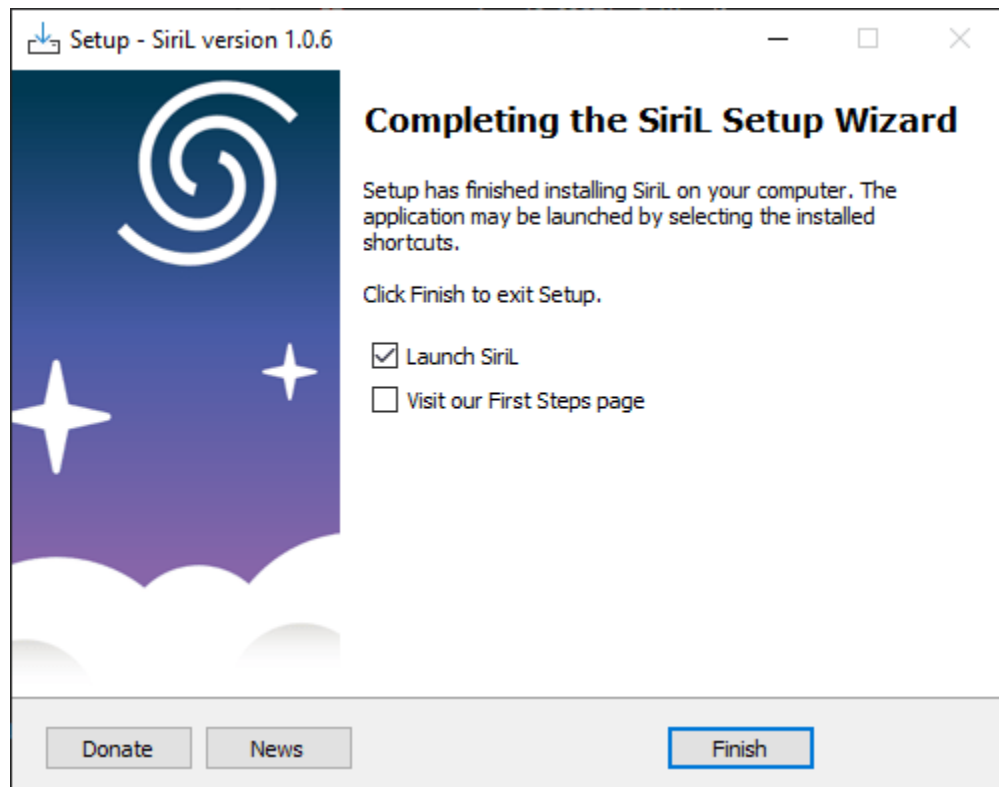 Setup - SiriL version 1.0.6
Completing the SiriL Setup Wizard
Setup has finished installing SiriL on your computer. The
application may be launched by selecting the installed
shortcuts.
Click Finish to exit Setup.
Launch SiriL
Visit our First Steps page
Donate
News
Finish